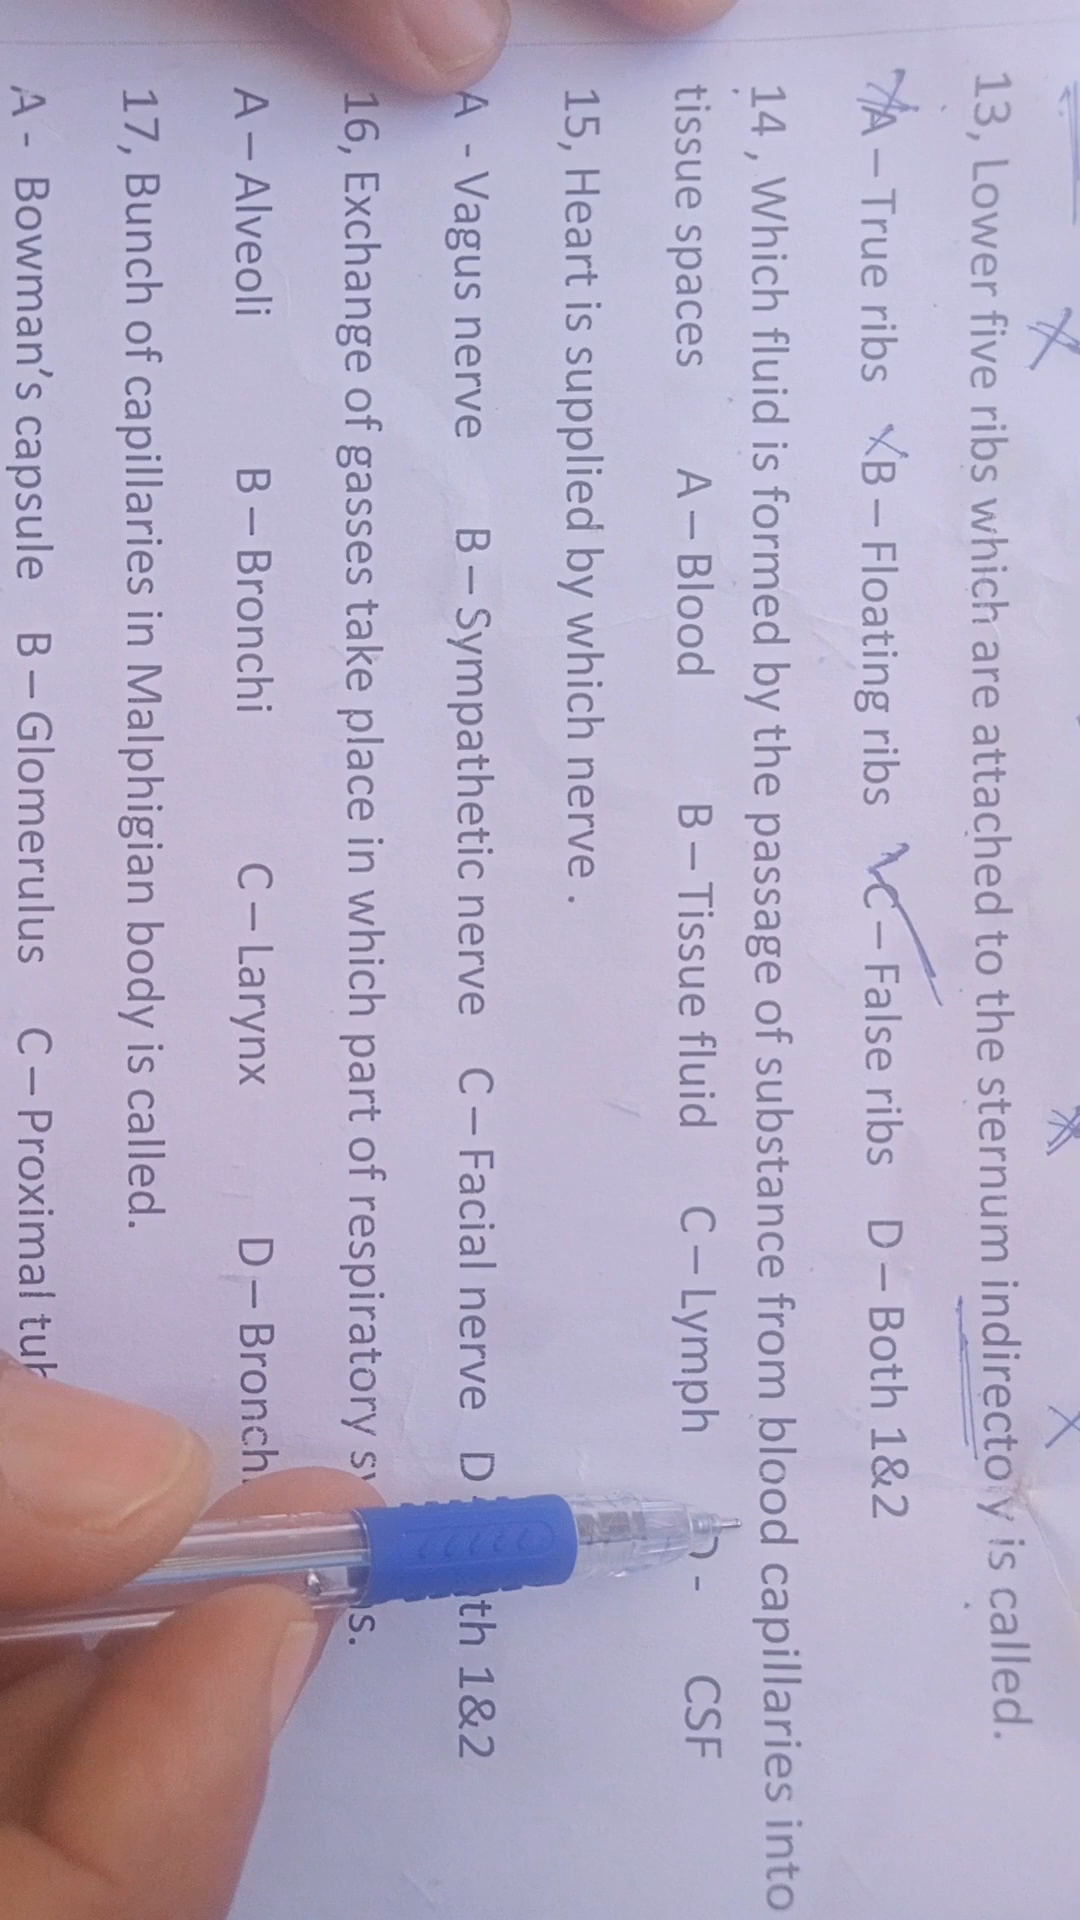 13, Lower five ribs which are attached to the sternum indirectoy is called.
A – True ribs B – Floating ribs C – False ribs D – Both 1&2
14 , Which fluid is formed by the passage of substance from blood capillaries into
tissue spaces A – Blood B – Tissue fluid C – Lymph D - CSF
15, Heart is supplied by which nerve .
A - Vagus nerve B – Sympathetic nerve C – Facial nerve D 1&2
16, Exchange of gasses take place in which part of respiratory
A – Alveoli B – Bronchi C – Larynx D –
17, Bunch of capillaries in Malphigian body is called.
A - Bowman's capsule B – Glomerulus C – Proximal